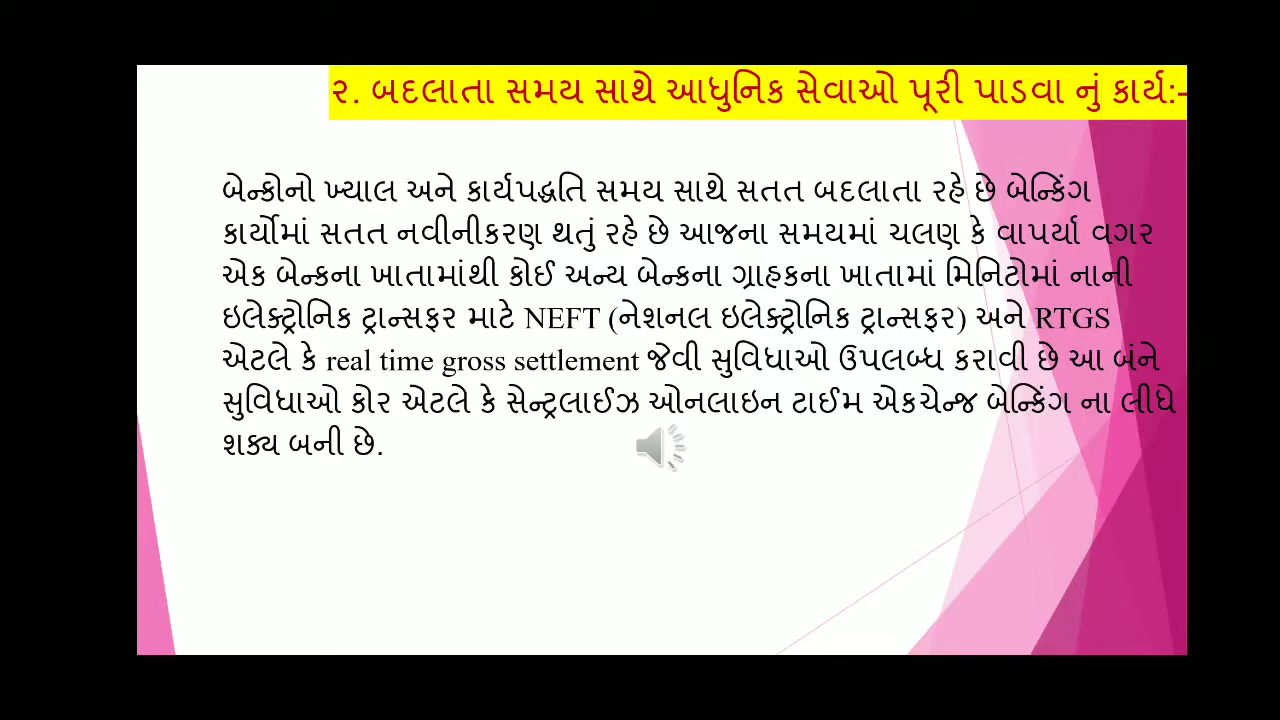 ૨. બદલાતા સમય સાથે આધુનિક સેવાઓ પૂરી પાડવા નું કાર્ય:-
બેન્કોનો ખ્યાલ અને કાર્યપદ્ધતિ સમય સાથે સતત બદલાતા રહે છે બેન્કિંગ
કાર્યોમાં સતત નવીનીકરણ થતું રહે છે આજના સમયમાં ચલણ કે વાપર્યા વગર
એક બેન્કના ખાતામાંથી કોઈ અન્ય બેન્કના ગ્રાહકના ખાતામાં મિનિટોમાં નાની
ઇલેક્ટ્રોનિક ટ્રાન્સફર માટે NEFT (નેશનલ ઇલેક્ટ્રોનિક ટ્રાન્સફર) અને RTGS
એટલે કે real time gross settlement જેવી સુવિધાઓ ઉપલબ્ધ કરાવી છે આ બંને
સુવિધાઓ કોર એટલે કે સેન્ટ્રલાઈઝ ઓનલાઇન ટાઈમ એકચેન્જ બેન્કિંગ ના લીધે
શક્ય બની છે.